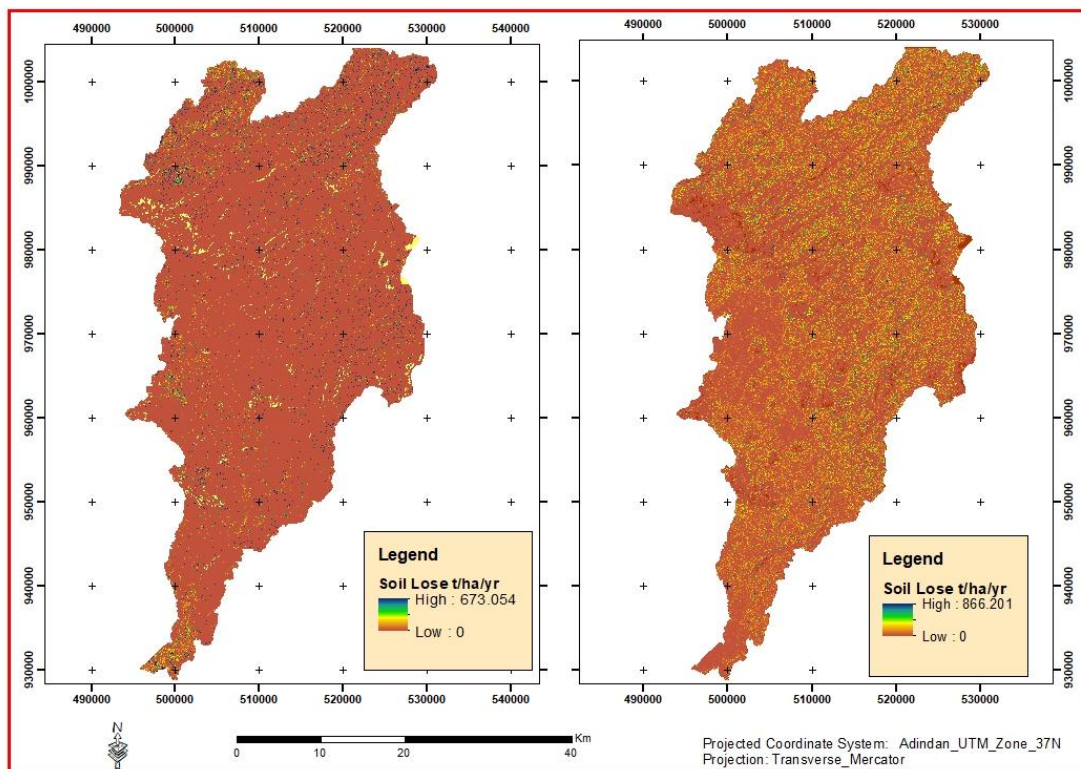 490000 500000 510000 520000 530000 540000
490000 500000 510000 520000 530000
1000000
990000
980000
970000
960000
950000
940000
930000
1000000
990000
980000
970000
960000
950000
940000
930000
Legend
Soil Lose t/ha/yr
High : 673.054
Low : 0
Legend
Soil Lose t/ha/yr
High : 866.201
Low : 0
490000 500000 510000 520000 530000 540000
490000 500000 510000 520000 530000
N
Km
0 10 20 40
Projected Coordinate System: Adindan_UTM_Zone_37N
Projection: Transverse_Mercator